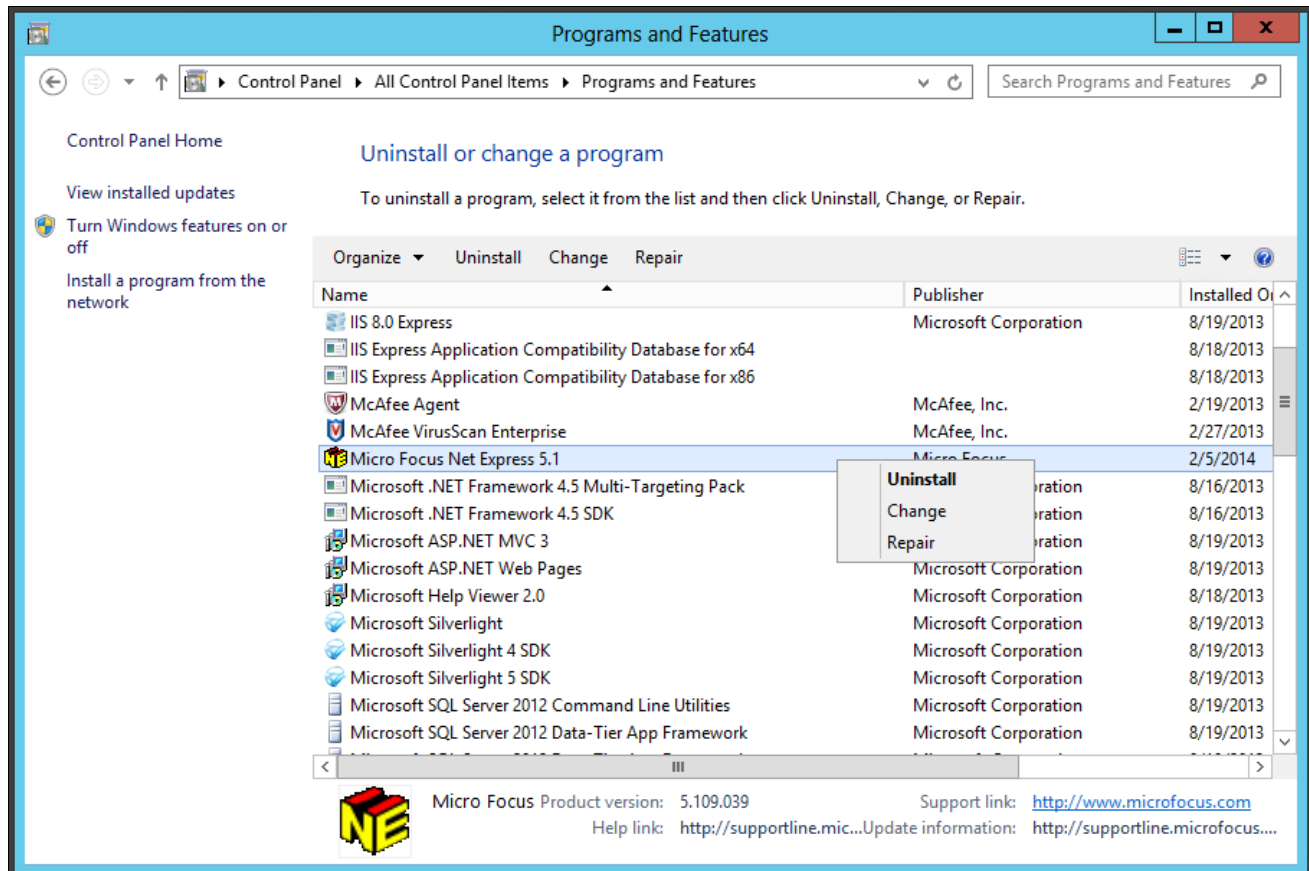 Programs and Features
Control Panel All Control Panel Items Programs and Features
Search Programs and Features
Control Panel Home
View installed updates
Turn Windows features on or
off
Install a program from the
network
Uninstall or change a program
To uninstall a program, select it from the list and then click Uninstall, Change, or Repair.
Organize Uninstall Change Repair
Name Publisher Installed O
IIS 8.0 Express Microsoft Corporation 8/19/2013
IIS Express Application Compatibility Database for x64 8/18/2013
IIS Express Application Compatibility Database for x86 8/18/2013
McAfee Agent McAfee, Inc. 2/19/2013
McAfee VirusScan Enterprise McAfee, Inc. 2/27/2013
Micro Focus Net Express 5.1 Micro Focus 2/5/2014
Microsoft .NET Framework 4.5 Multi-Targeting Pack oration 8/16/2013
Microsoft .NET Framework 4.5 SDK oration 8/16/2013
Microsoft ASP.NET MVC 3 oration 8/19/2013
Uninstall
Change
Repair
Microsoft ASP.NET Web Pages Microsoft Corporation 8/19/2013
Microsoft Help Viewer 2.0 Microsoft Corporation 8/18/2013
Microsoft Silverlight Microsoft Corporation 8/19/2013
Microsoft Silverlight 4 SDK Microsoft Corporation 8/19/2013
Microsoft Silverlight 5 SDK Microsoft Corporation 8/19/2013
Microsoft SQL Server 2012 Command Line Utilities Microsoft Corporation 8/19/2013
Microsoft SQL Server 2012 Data-Tier App Framework Microsoft Corporation 8/19/2013
NE
Micro Focus Product version: 5.109.039 Support link: http://www.microfocus.com
Help link: http://supportline.mic... Update information: http://supportline.microfocus....